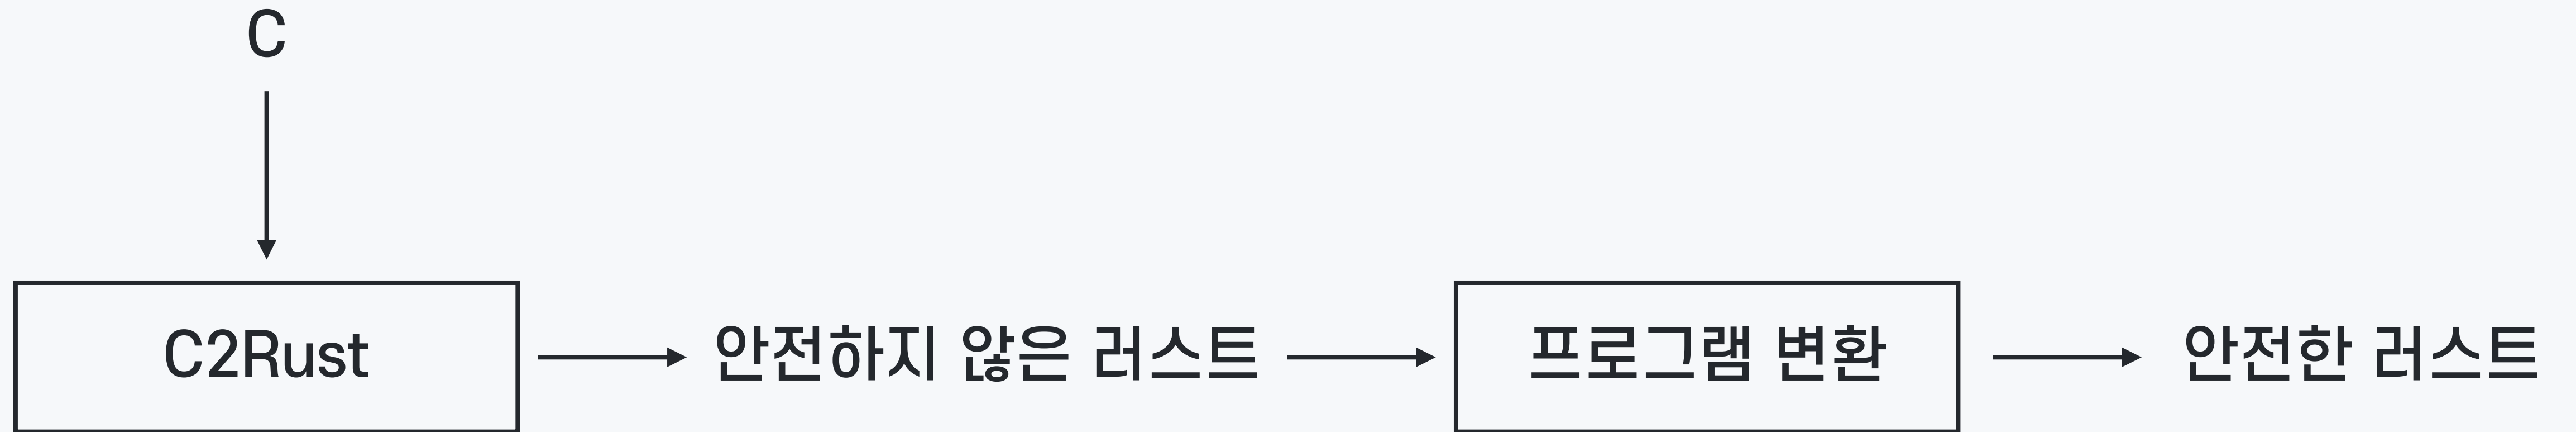 C
C2Rust
안전하지 않은 러스트
프로그램 변환
안전한 러스트